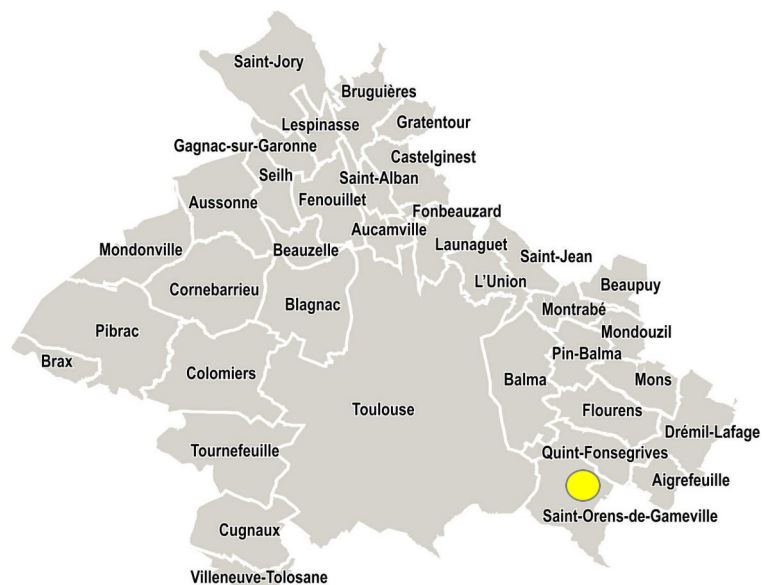 Saint-Jory
Bruguières
Lespinasse
Gratentour
Gagnac-sur-Garonne
Castelginest
Seilh
Saint-Alban
Aussonne
Fenouillet
Fonbeauzard
Aucamville
Mondonville
Beauzelle
Launaguet
Saint-Jean
L'Union
Beaupuy
Cornebarrieu
Blagnac
Montrabé
Pibrac
Mondouzil
Brax
Pin-Balma
Colomiers
Balma
Mons
Toulouse
Flourens
Drémil-Lafage
Tournefeuille
Quint-Fonsegrives
Aigrefeuille
Saint-Orens-de-Gameville
Cugnaux
Villeneuve-Tolosane